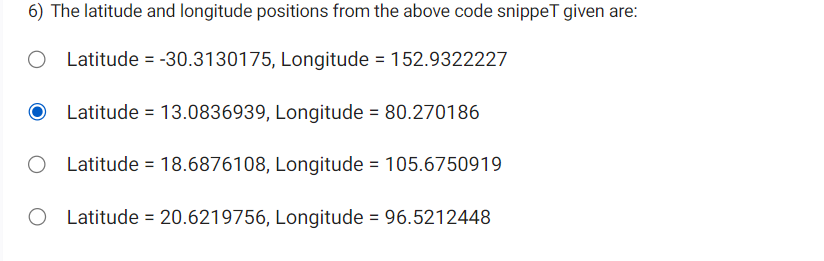 6) The latitude and longitude positions from the above code snippeT given are:
Latitude = -30.3130175, Longitude = 152.9322227
Latitude = 13.0836939, Longitude = 80.270186
Latitude = 18.6876108, Longitude = 105.6750919
Latitude = 20.6219756, Longitude = 96.5212448